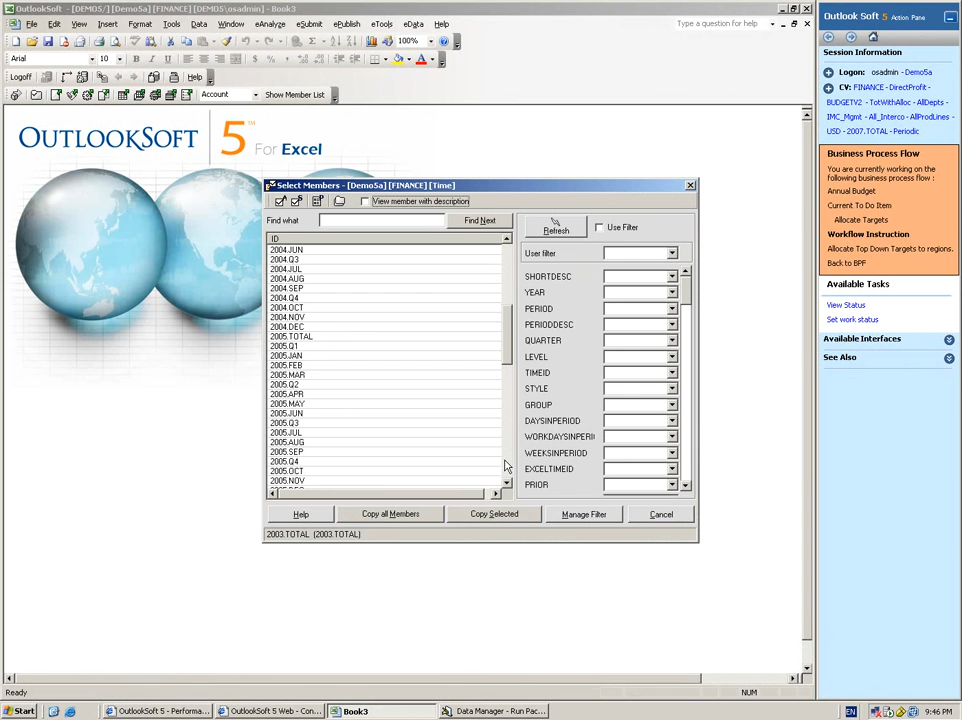 OutlookSoft - [DEMO5/] [Demo5a] [FINANCE] [DEMO5\osadmin] - Book3
File Edit View Insert Format Tools Data Window eAnalyze eSubmit ePublish eTools eData Help
Type a question for help
100%
Arial 10 B I U $ % ,
Logoff Help
Account Show Member List
OUTLOOKSOFT 5 ™ For Excel
Select Members - [Demo5a] [FINANCE] [Time]
View member with description
Find what Find Next
ID
2004.JUN
2004.Q3
2004.JUL
2004.AUG
2004.SEP
2004.Q4
2004.OCT
2004.NOV
2004.DEC
2005.TOTAL
2005.Q1
2005.JAN
2005.FEB
2005.MAR
2005.Q2
2005.APR
2005.MAY
2005.JUN
2005.Q3
2005.JUL
2005.AUG
2005.SEP
2005.Q4
2005.OCT
2005.NOV
Refresh Use Filter
User filter
SHORTDESC
YEAR
PERIOD
PERIODDESC
QUARTER
LEVEL
TIMEID
STYLE
GROUP
DAYSINPERIOD
WORKDAYSINPERI
WEEKSINPERIOD
EXCELTIMEID
PRIOR
Help Copy all Members Copy Selected Manage Filter Cancel
2003.TOTAL (2003.TOTAL)
Outlook Soft 5 Action Pane
Session Information
Logon: osadmin - Demo5a
CV: FINANCE - DirectProfit -
BUDGETV2 - TotWithAlloc - AllDepts -
IMC_Mgmt - All_Interco - AllProdLines -
USD - 2007.TOTAL - Periodic
Business Process Flow
You are currently working on the
following business process flow :
Annual Budget
Current To Do Item
Allocate Targets
Workflow Instruction
Allocate Top Down Targets to regions.
Back to BPF
Available Tasks
View Status
Set work status
Available Interfaces
See Also
Ready NUM
Start OutlookSoft 5 - Performa... OutlookSoft 5 Web - Con... Book3 Data Manager - Run Pac... EN 9:46 PM